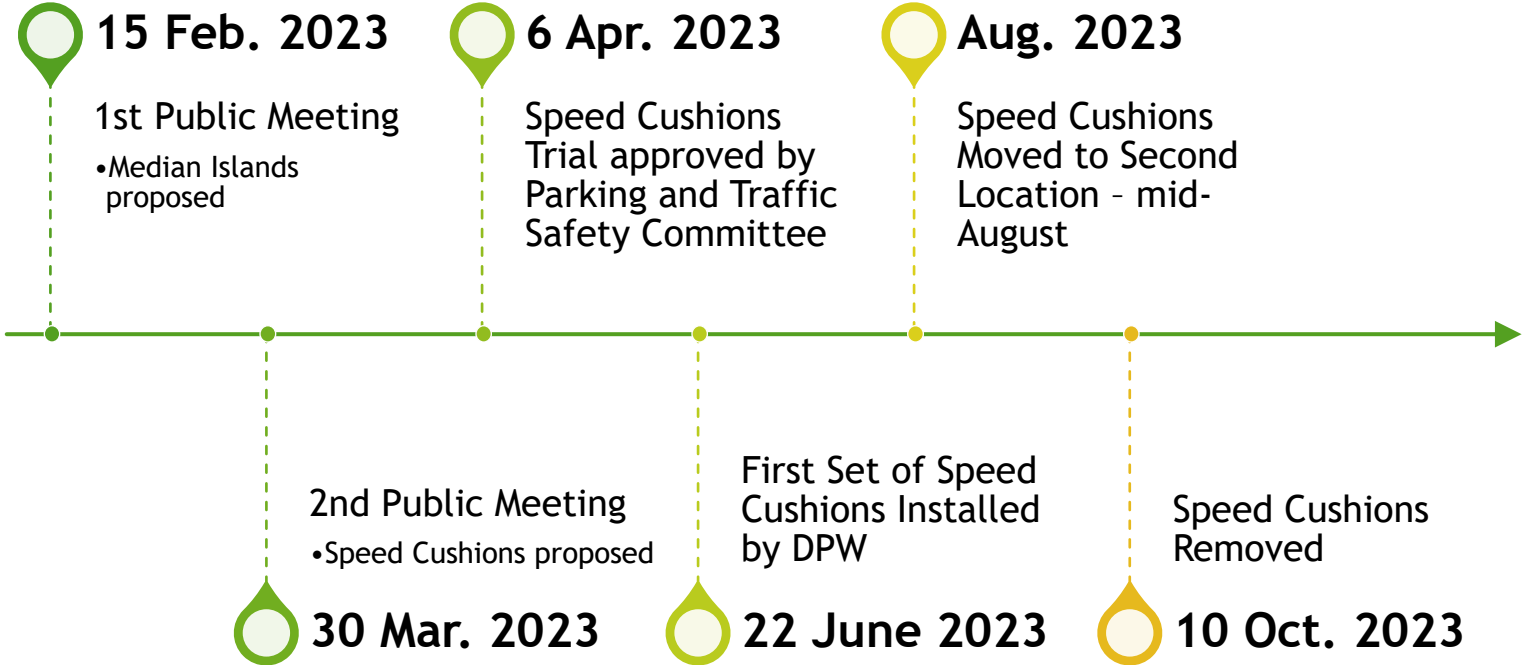 15 Feb. 2023
1st Public Meeting
•Median Islands
proposed
30 Mar. 2023
2nd Public Meeting
•Speed Cushions proposed
6 Apr. 2023
Speed Cushions
Trial approved by
Parking and Traffic
Safety Committee
22 June 2023
First Set of Speed
Cushions Installed
by DPW
Aug. 2023
Speed Cushions
Moved to Second
Location – mid-
August
10 Oct. 2023
Speed Cushions
Removed